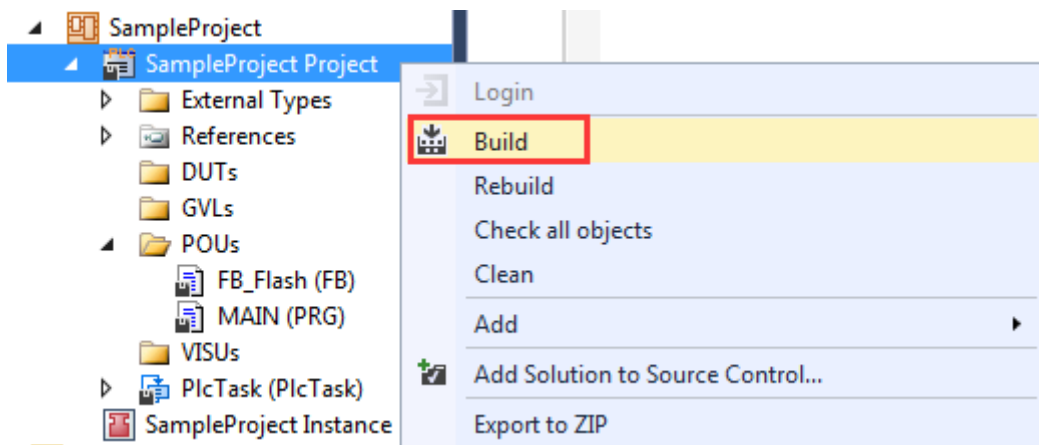 SampleProject
SampleProject Project
External Types
References
DUTs
GVLs
POUs
FB_Flash (FB)
MAIN (PRG)
VISUs
PlcTask (PlcTask)
SampleProject Instance
Login
Build
Rebuild
Check all objects
Clean
Add
Add Solution to Source Control...
Export to ZIP